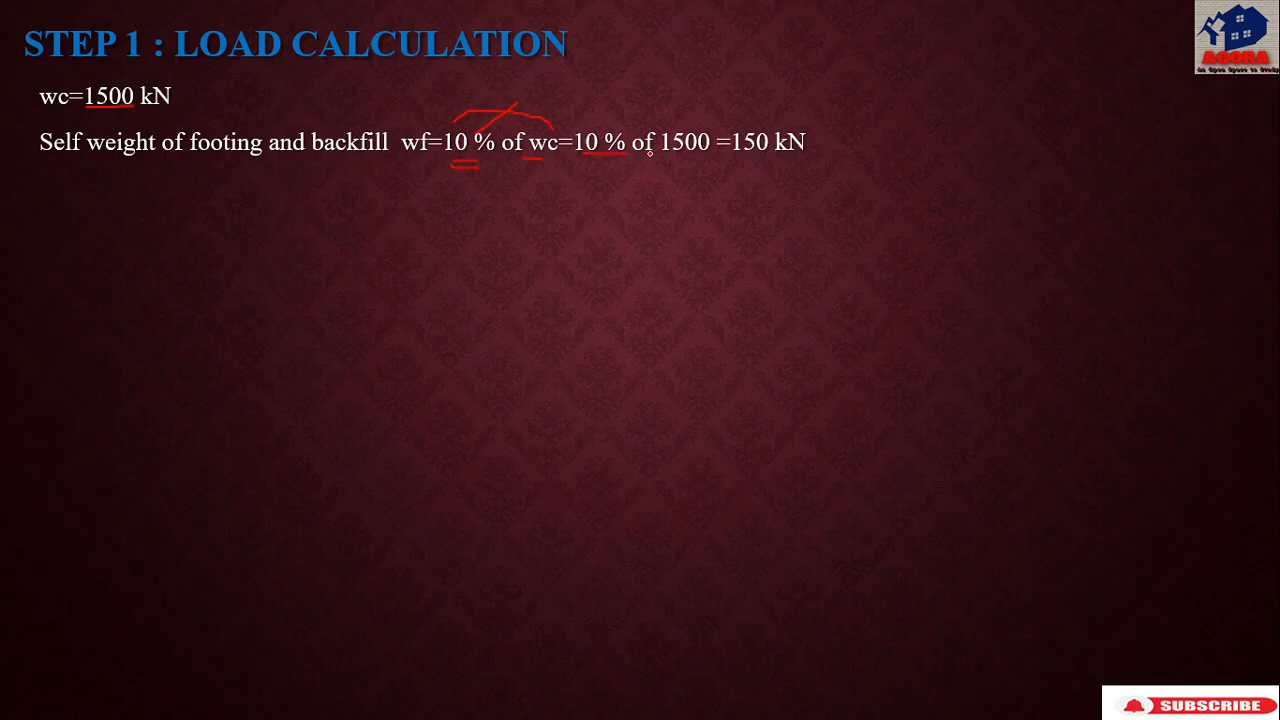 STEP 1 : LOAD CALCULATION
AGORA
wc=1500 kN
Self weight of footing and backfill wf=10 % of wc=10 % of 1500 =150 kN
SUBSCRIBE